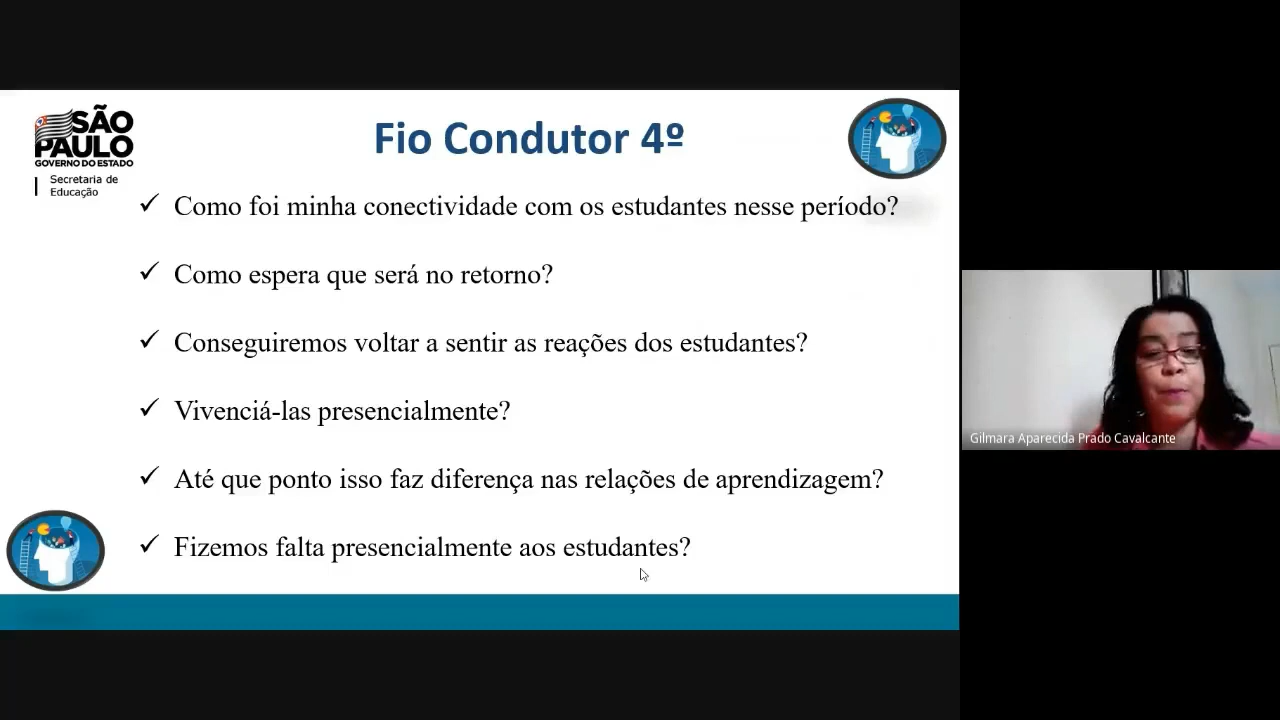 SÃO
PAULO
GOVERNO DO ESTADO
Secretaria de
Educação
Fio Condutor 4º
✓ Como foi minha conectividade com os estudantes nesse período?
✓ Como espera que será no retorno?
✓ Conseguiremos voltar a sentir as reações dos estudantes?
✓ Vivenciá-las presencialmente?
✓ Até que ponto isso faz diferença nas relações de aprendizagem?
✓ Fizemos falta presencialmente aos estudantes?
Gilmara Aparecida Prado Cavalcante